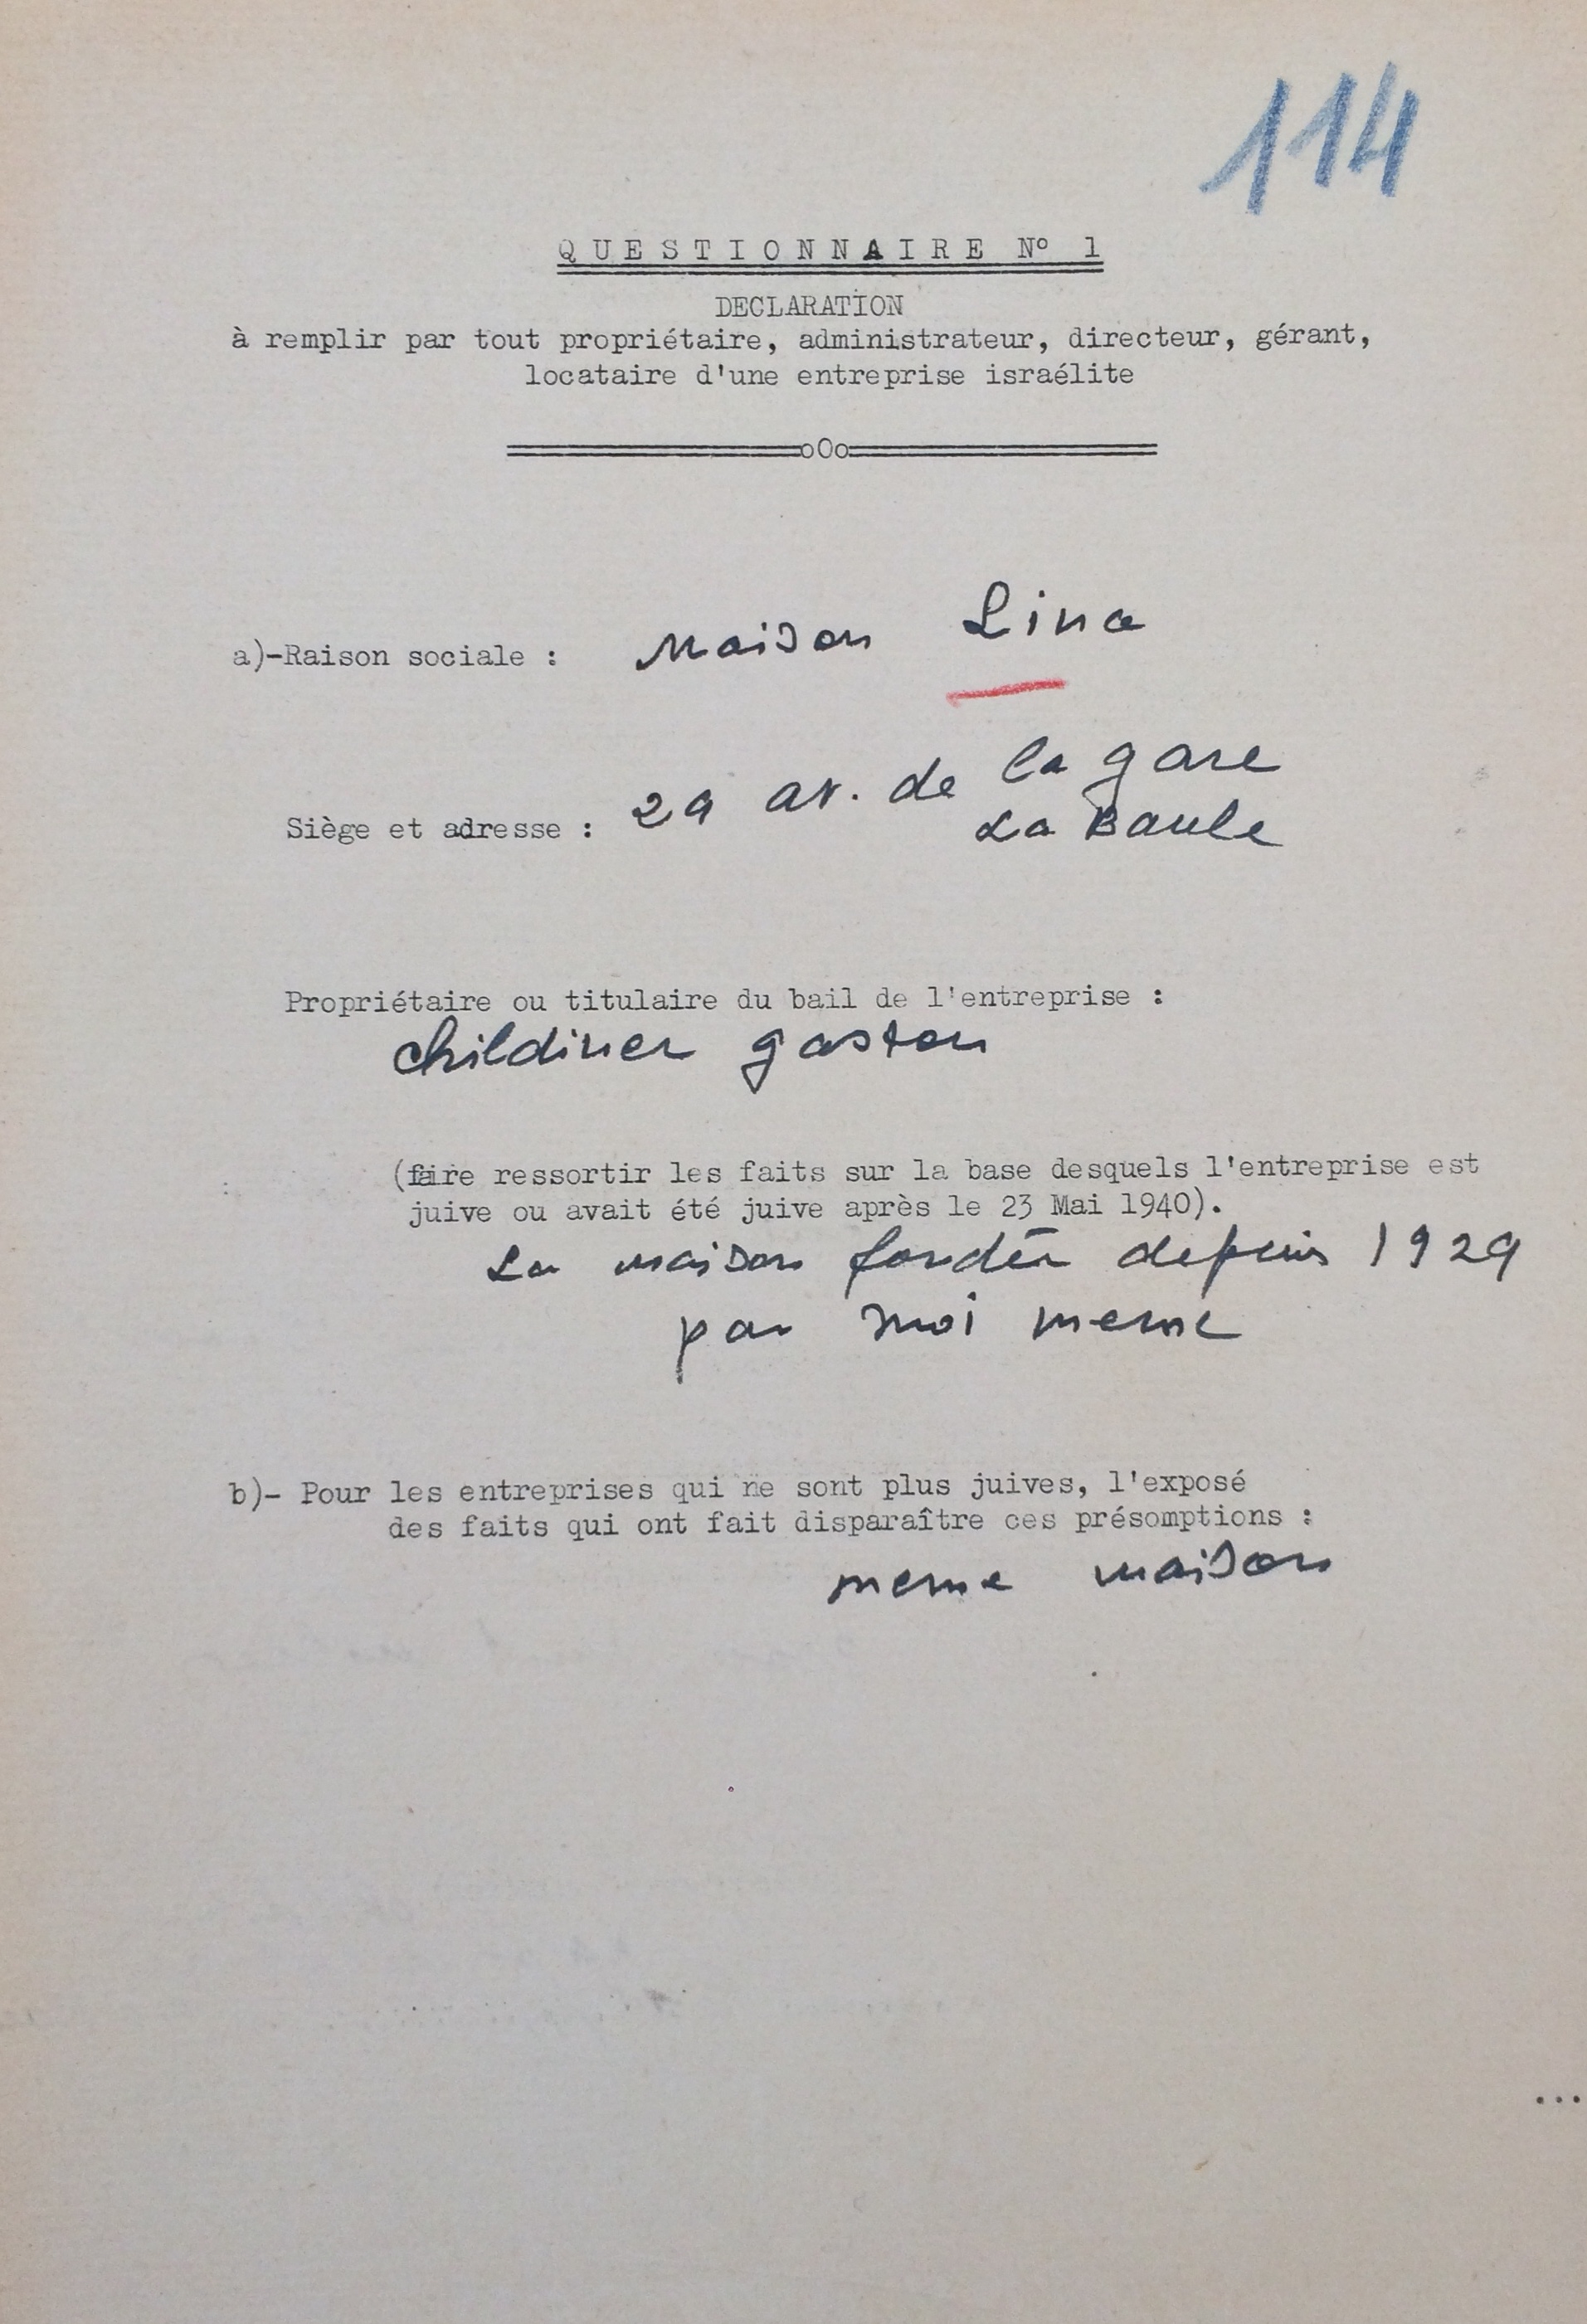 114
QUESTIONNAIRE N° 1
DECLARATION
à remplir par tout propriétaire, administrateur, directeur, gérant,
locataire d'une entreprise israélite
oOo
a)-Raison sociale : Maison Lina
Siège et adresse : 29 av. de la gare
La Baule
Propriétaire ou titulaire du bail de l'entreprise :
childiner gaston
(faire ressortir les faits sur la base desquels l'entreprise est
juive ou avait été juive après le 23 Mai 1940).
La maison fondée depuis 1929
par moi meme
b)- Pour les entreprises qui ne sont plus juives, l'exposé
des faits qui ont fait disparaître ces présomptions :
meme maison
...